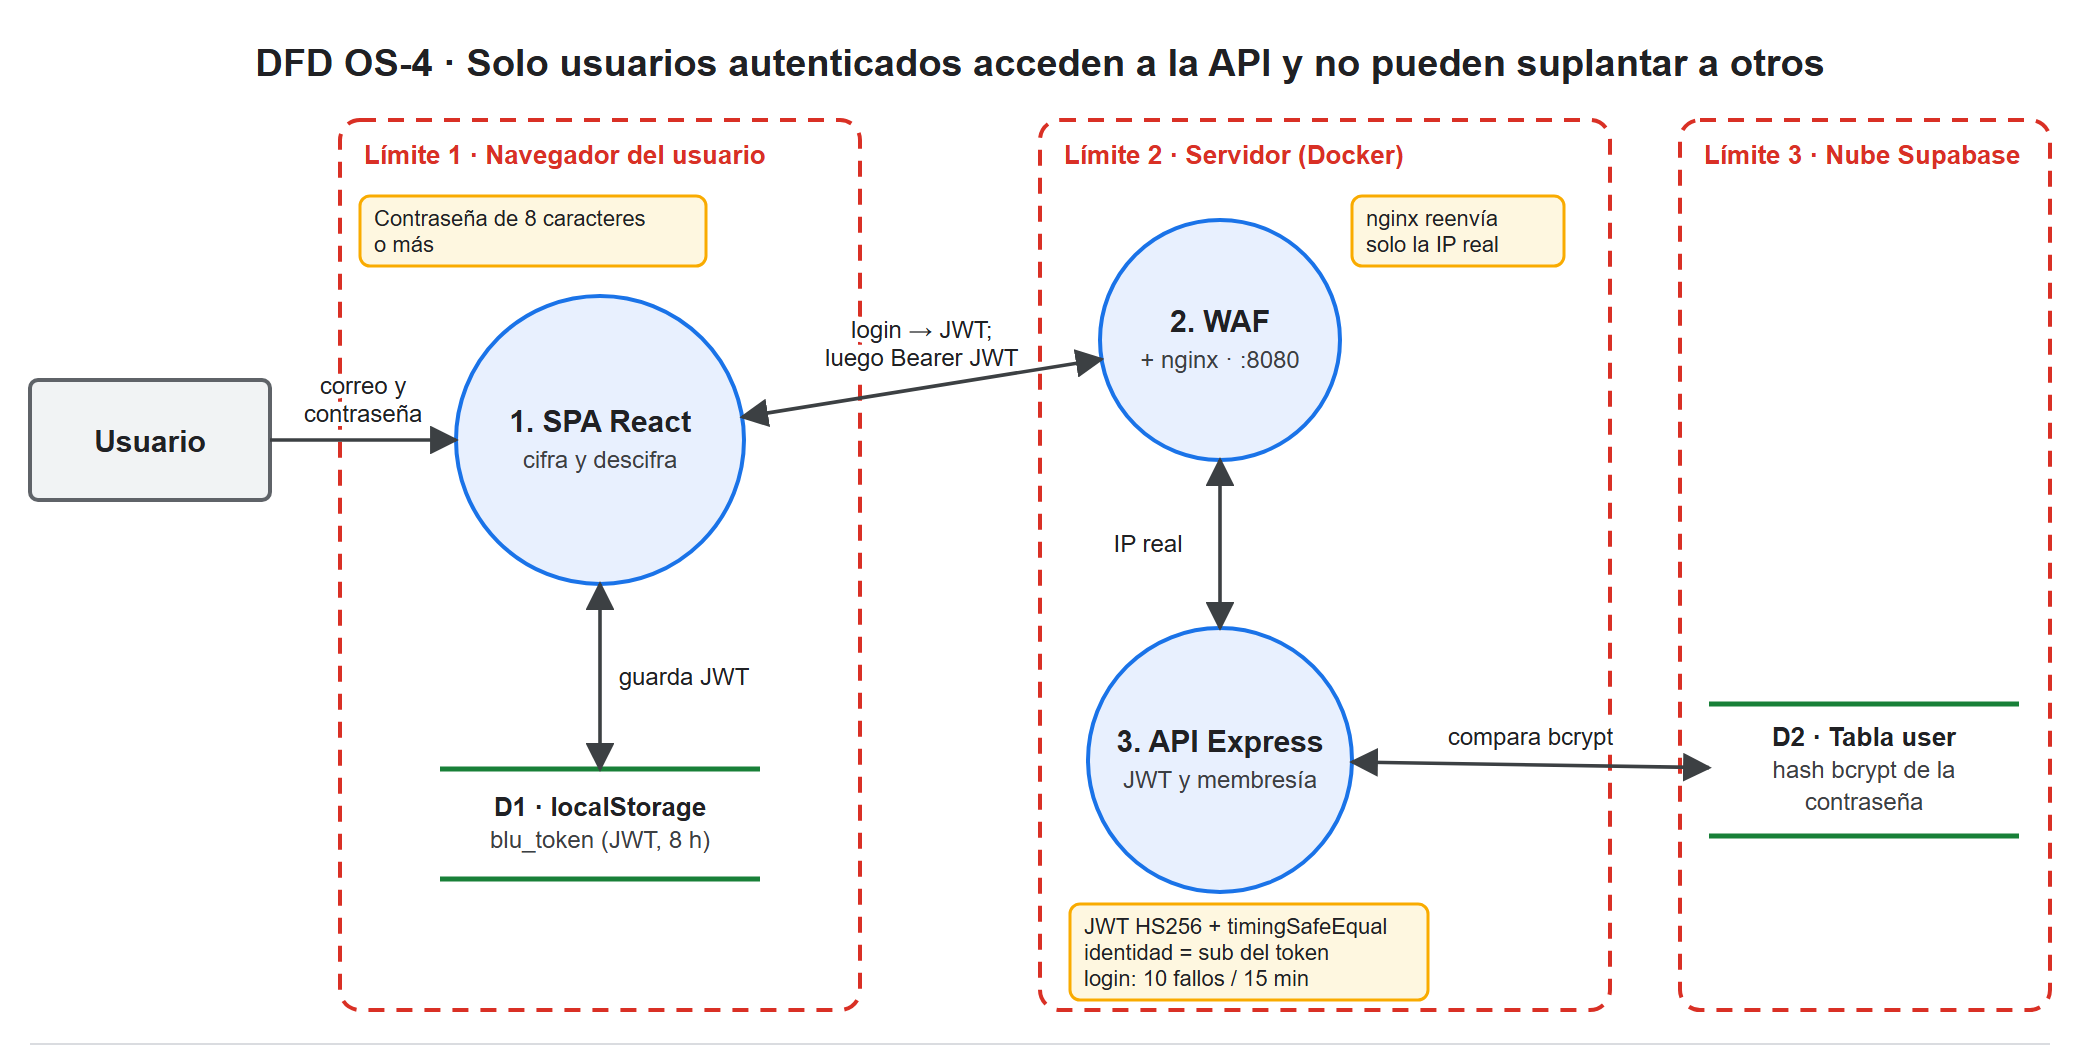 DFD OS-4 · Solo usuarios autenticados acceden a la API y no pueden suplantar a otros
Límite 1 · Navegador del usuario
Contraseña de 8 caracteres
o más
Usuario
correo y
contraseña
1. SPA React
cifra y descifra
guarda JWT
D1 · localStorage
blu_token (JWT, 8 h)
login → JWT;
luego Bearer JWT
Límite 2 · Servidor (Docker)
nginx reenvía
solo la IP real
2. WAF
+ nginx · :8080
IP real
3. API Express
JWT y membresía
JWT HS256 + timingSafeEqual
identidad = sub del token
login: 10 fallos / 15 min
compara bcrypt
Límite 3 · Nube Supabase
D2 · Tabla user
hash bcrypt de la
contraseña